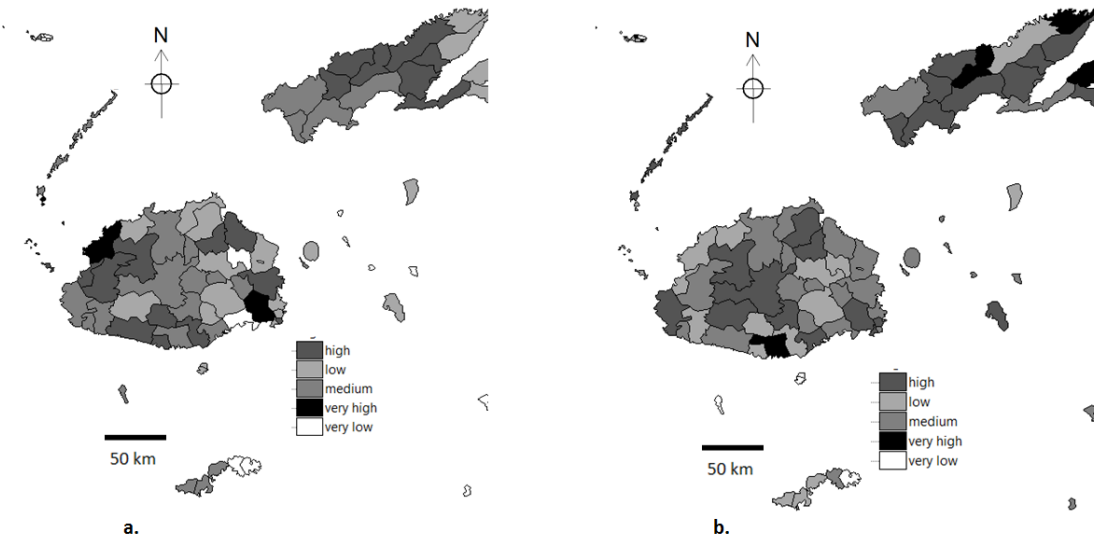 N
high
low
medium
very high
very low
50 km
a.
N
high
low
medium
very high
very low
50 km
b.